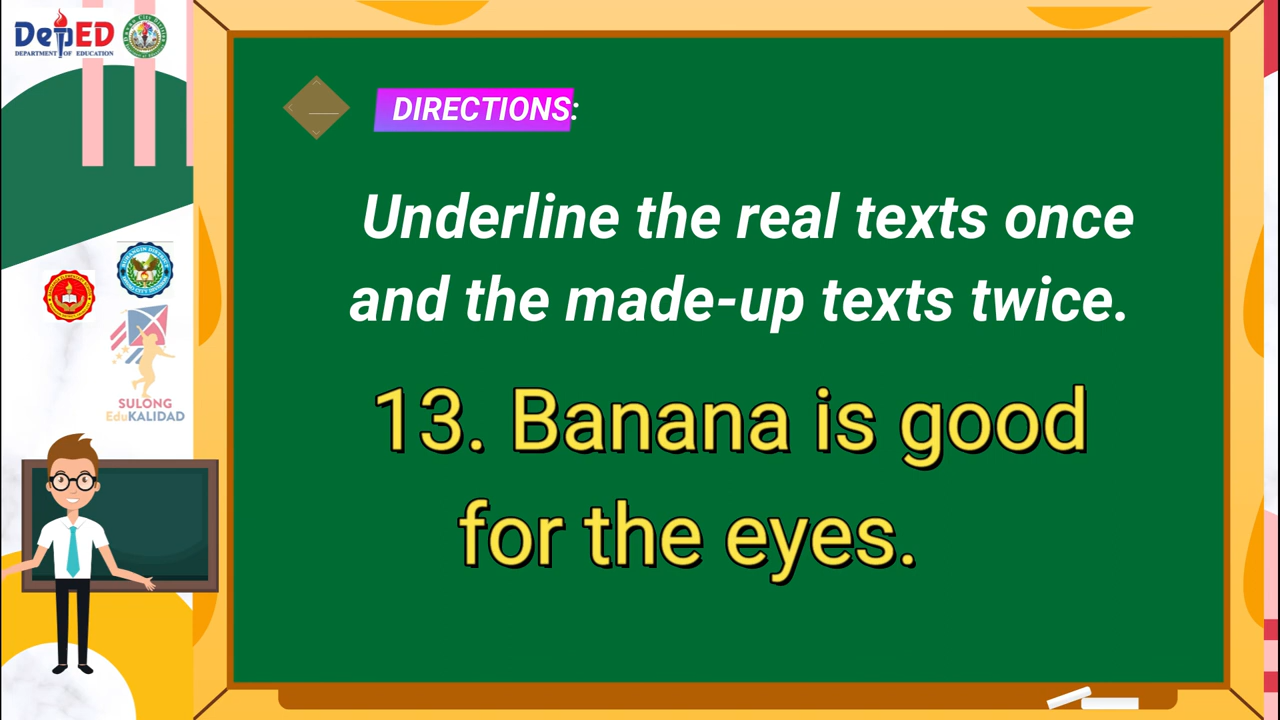 DepED
DEPARTMENT OF EDUCATION
DIRECTIONS:
Underline the real texts once
and the made-up texts twice.
13. Banana is good
for the eyes.
SULONG
EduKALIDAD